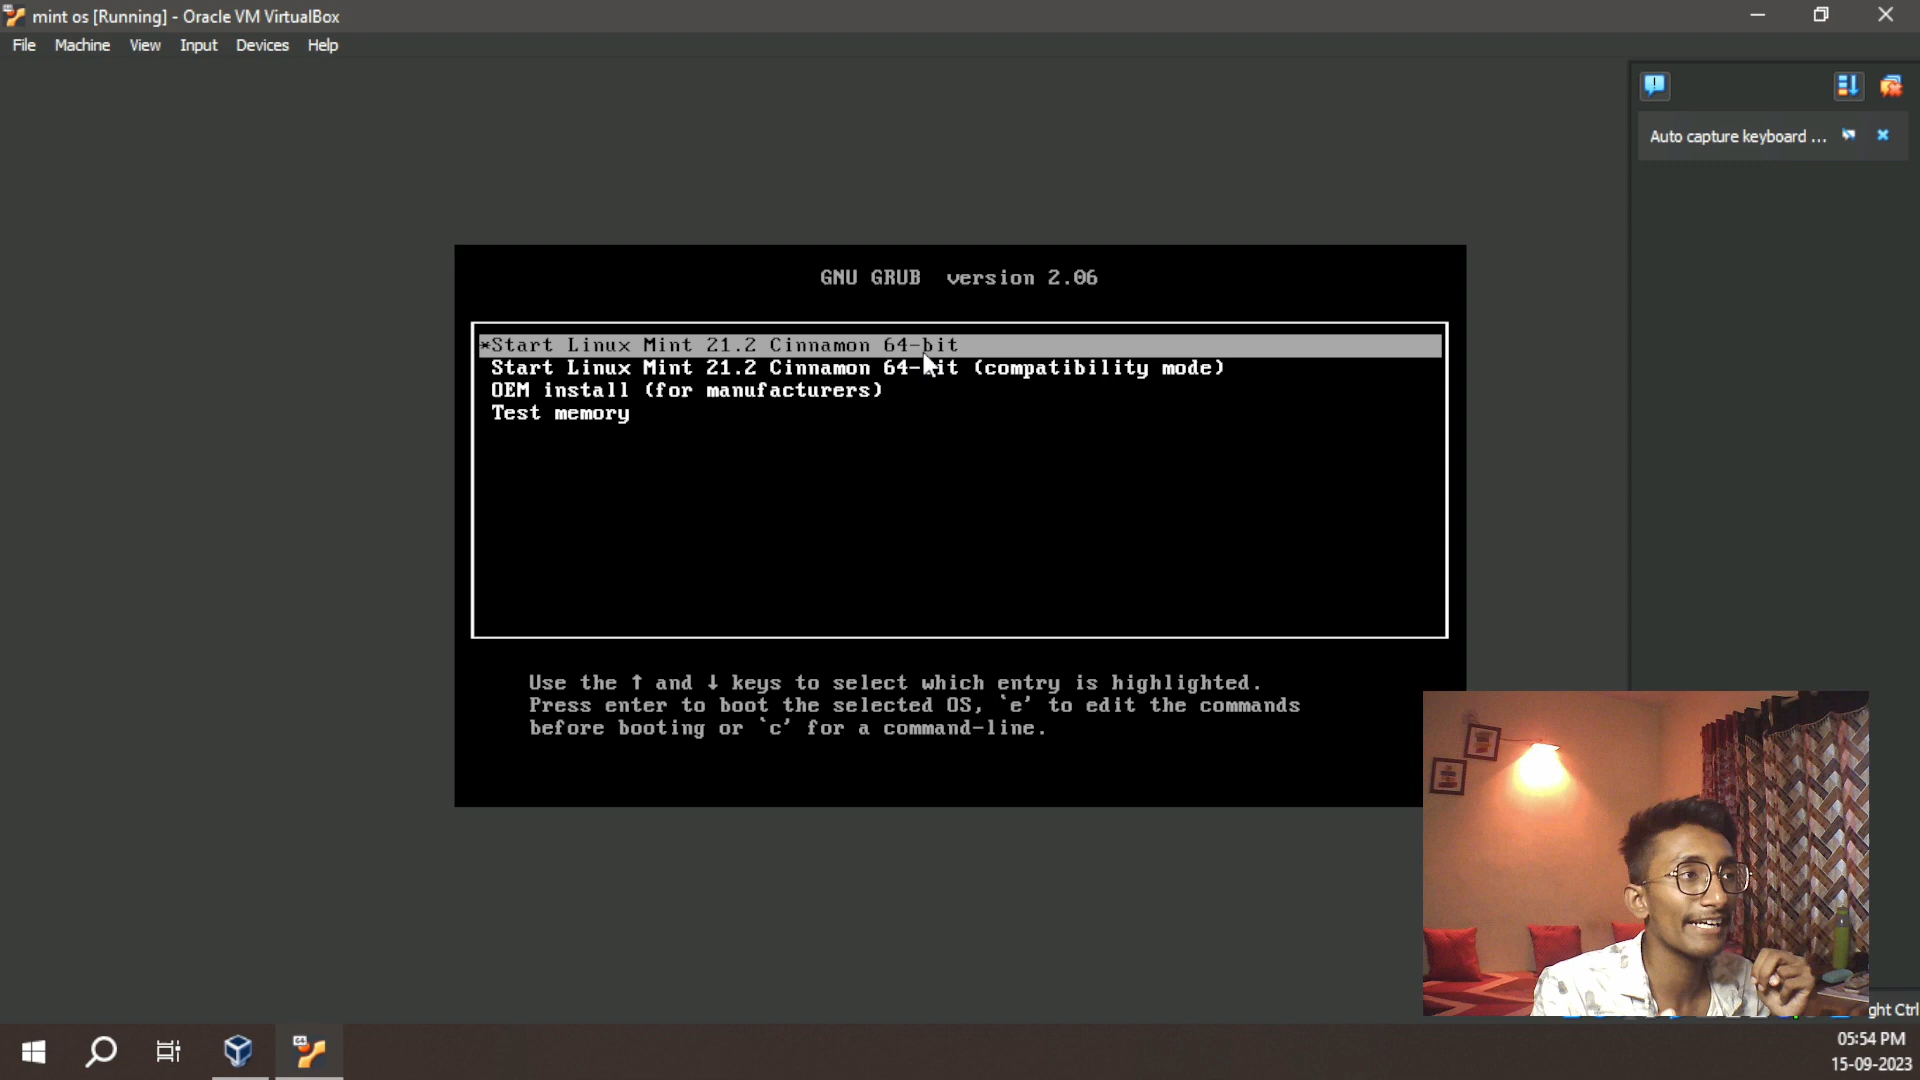 mint os [Running] - Oracle VM VirtualBox
File Machine View Input Devices Help
Auto capture keyboard ...
GNU GRUB version 2.06
*Start Linux Mint 21.2 Cinnamon 64-bit
Start Linux Mint 21.2 Cinnamon 64-bit (compatibility mode)
OEM install (for manufacturers)
Test memory
Use the ↑ and ↓ keys to select which entry is highlighted.
Press enter to boot the selected OS, `e' to edit the commands
before booting or `c' for a command-line.
ght Ctrl
64
05:54 PM
15-09-2023